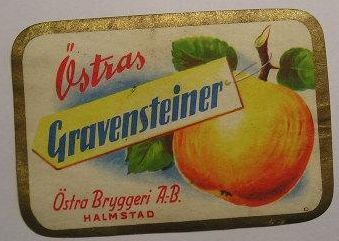 Östras
Gravensteiner
Östra Bryggeri A-B.
HALMSTAD